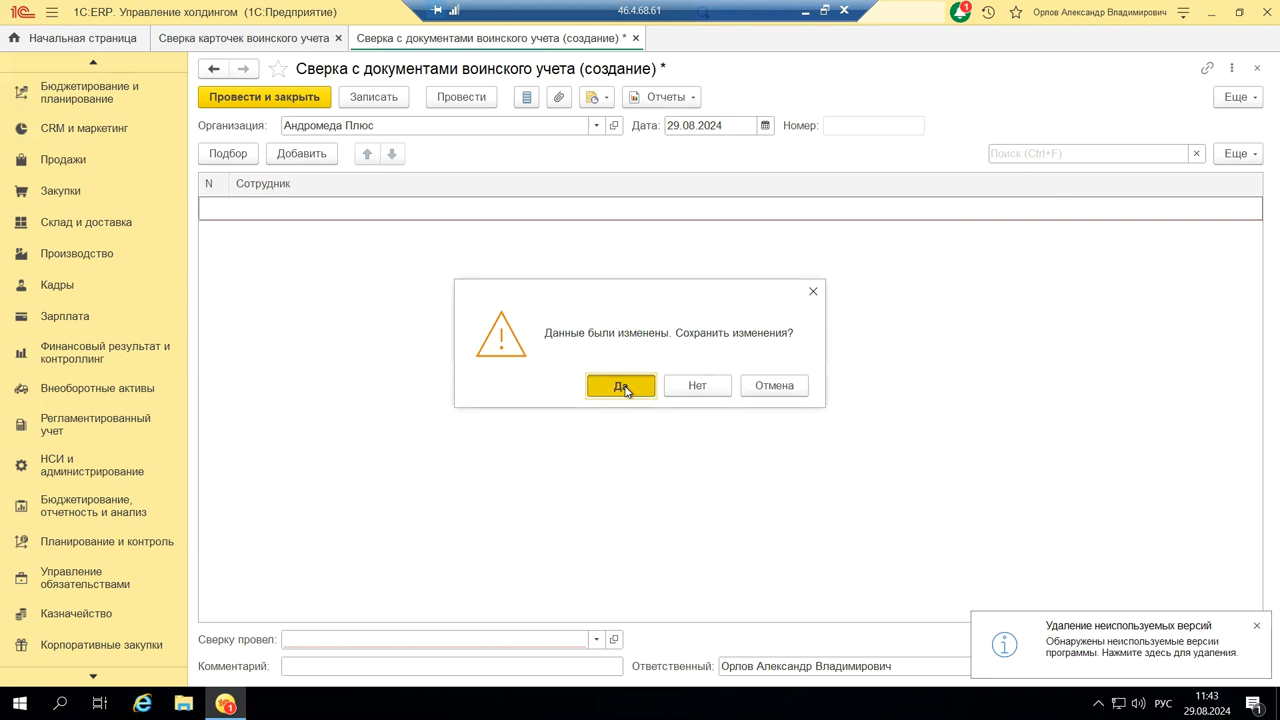 1С:ERP. Управление холдингом (1С:Предприятие)
46.4.68.61
1
Орлов Александр Владимирович
Начальная страница
Сверка карточек воинского учета ×
Сверка с документами воинского учета (создание) * ×
Бюджетирование и
планирование
CRM и маркетинг
Продажи
Закупки
Склад и доставка
Производство
Кадры
Зарплата
Финансовый результат и
контроллинг
Внеоборотные активы
Регламентированный
учет
НСИ и
администрирование
Бюджетирование,
отчетность и анализ
Планирование и контроль
Управление
обязательствами
Казначейство
Корпоративные закупки
Сверка с документами воинского учета (создание) *
Провести и закрыть
Записать
Провести
Отчеты
Еще
Организация: Андромеда Плюс
Дата: 29.08.2024
Номер:
Подбор
Добавить
Поиск (Ctrl+F)
Еще
N Сотрудник
Данные были изменены. Сохранить изменения?
Да
Нет
Отмена
Сверку провел:
Комментарий:
Ответственный: Орлов Александр Владимирович
Удаление неиспользуемых версий
Обнаружены неиспользуемые версии
программы. Нажмите здесь для удаления.
РУС
11:43
29.08.2024
1